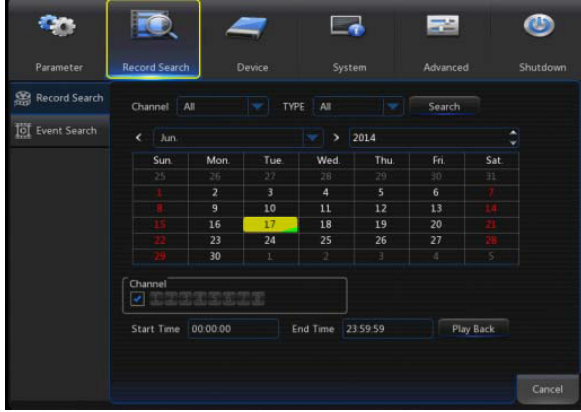 Parameter Record Search Device System Advanced Shutdown
Record Search
Event Search
Channel All TYPE All Search
< Jun. > 2014
Sun. Mon. Tue. Wed. Thu. Fri. Sat.
25 26 27 28 29 30 31
1 2 3 4 5 6 7
8 9 10 11 12 13 14
15 16 17 18 19 20 21
22 23 24 25 26 27 28
29 30 1 2 3 4 5
Channel
Start Time 00:00:00 End Time 23:59:59 Play Back
Cancel